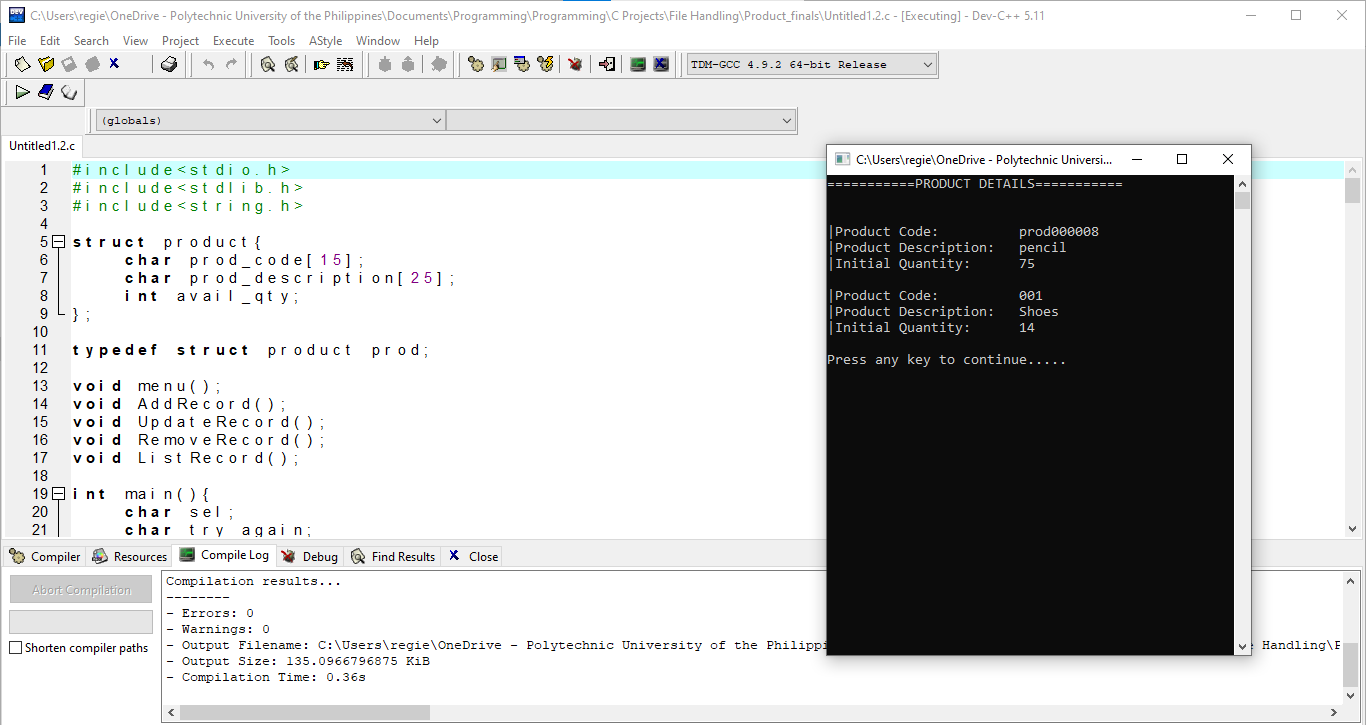 C:\Users\regie\OneDrive - Polytechnic University of the Philippines\Documents\Programming\Programming\C Projects\File Handling\Product_finals\Untitled1.2.c - [Executing] - Dev-C++ 5.11
File Edit Search View Project Execute Tools AStyle Window Help
TDM-GCC 4.9.2 64-bit Release
(globals)
Untitled1.2.c
1 #include<stdio.h>
2 #include<stdlib.h>
3 #include<string.h>
4
5 struct product{
6 char prod_code[15];
7 char prod_description[25];
8 int avail_qty;
9 };
10
11 typedef struct product prod;
12
13 void menu();
14 void AddRecord();
15 void UpdateRecord();
16 void RemoveRecord();
17 void ListRecord();
18
19 int main(){
20 char sel;
21 char try_again;
C:\Users\regie\OneDrive - Polytechnic Universi...
===========PRODUCT DETAILS===========
|Product Code: prod000008
|Product Description: pencil
|Initial Quantity: 75
|Product Code: 001
|Product Description: Shoes
|Initial Quantity: 14
Press any key to continue.....
Compiler Resources Compile Log Debug Find Results Close
Abort Compilation
Shorten compiler paths
Compilation results...
--------
- Errors: 0
- Warnings: 0
- Output Filename: C:\Users\regie\OneDrive - Polytechnic University of the Philippi Handling\P
- Output Size: 135.0966796875 KiB
- Compilation Time: 0.36s